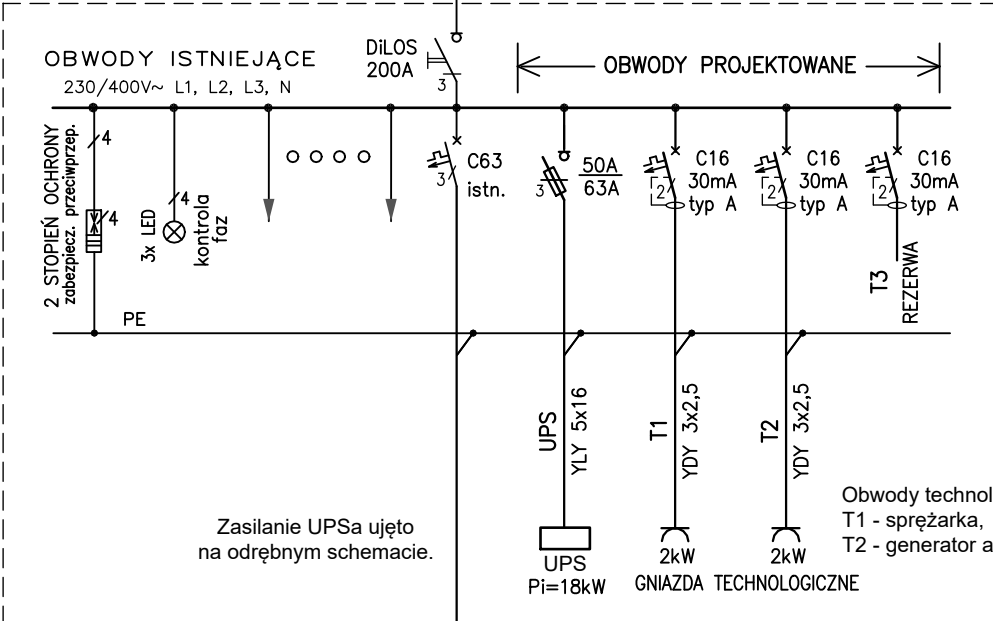 OBWODY ISTNIEJĄCE
230/400V~ L1, L2, L3, N
DiLOS
200A
3
OBWODY PROJEKTOWANE
2 STOPIEŃ OCHRONY
zabezpiecz. przeciwprzep.
4
4
3x LED
4
kontrola
faz
C63
3
istn.
3
50A
63A
C16
30mA
2
typ A
C16
30mA
2
typ A
C16
30mA
2
typ A
T3
REZERWA
PE
UPS
YLY 5x16
T1
YDY 3x2,5
T2
YDY 3x2,5
Zasilanie UPSa ujęto
na odrębnym schemacie.
UPS
Pi=18kW
2kW
2kW
GNIAZDA TECHNOLOGICZNE
Obwody technol
T1 - sprężarka,
T2 - generator a